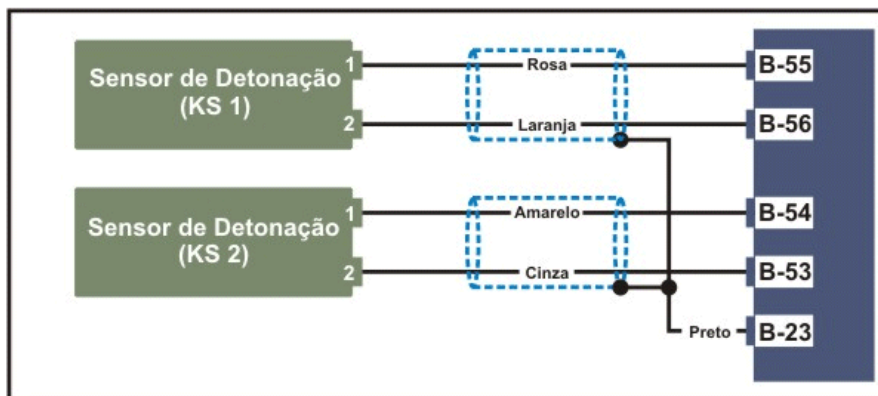 Sensor de Detonação
(KS 1)
1
Rosa
B-55
2
Laranja
B-56
Sensor de Detonação
(KS 2)
1
Amarelo
B-54
2
Cinza
B-53
Preto
B-23